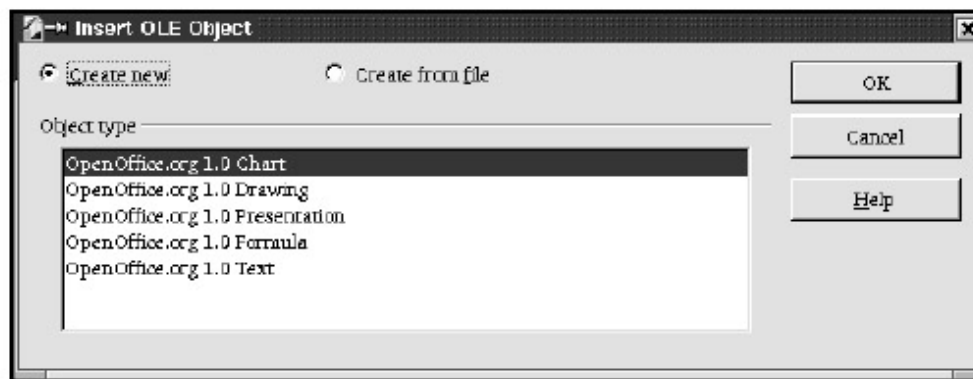 Insert OLE Object
Create new
Create from file
OK
Object type
Cancel
OpenOffice.org 1.0 Chart
OpenOffice.org 1.0 Drawing
Help
OpenOffice.org 1.0 Presentation
OpenOffice.org 1.0 Formula
OpenOffice.org 1.0 Text